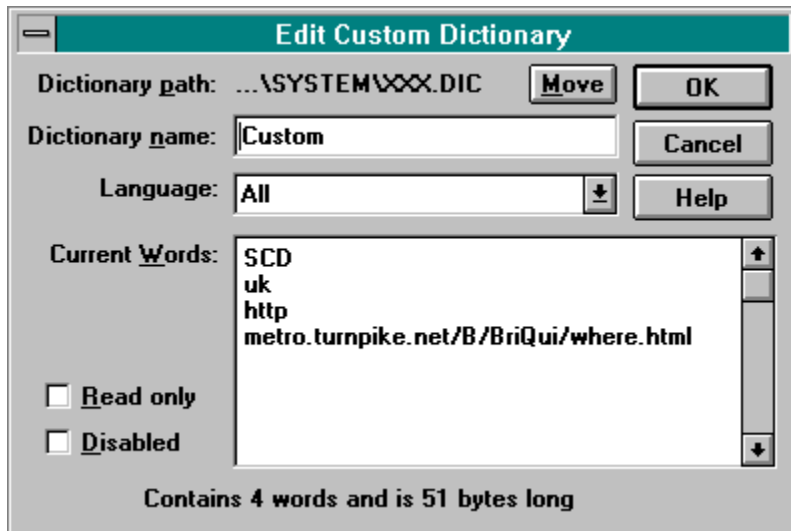 Edit Custom Dictionary
Dictionary path: ...\SYSTEM\XXX.DIC Move OK
Dictionary name: Custom Cancel
Language: All Help
Current Words: SCD
uk
http
metro.turnpike.net/B/BriQui/where.html
Read only
Disabled
Contains 4 words and is 51 bytes long